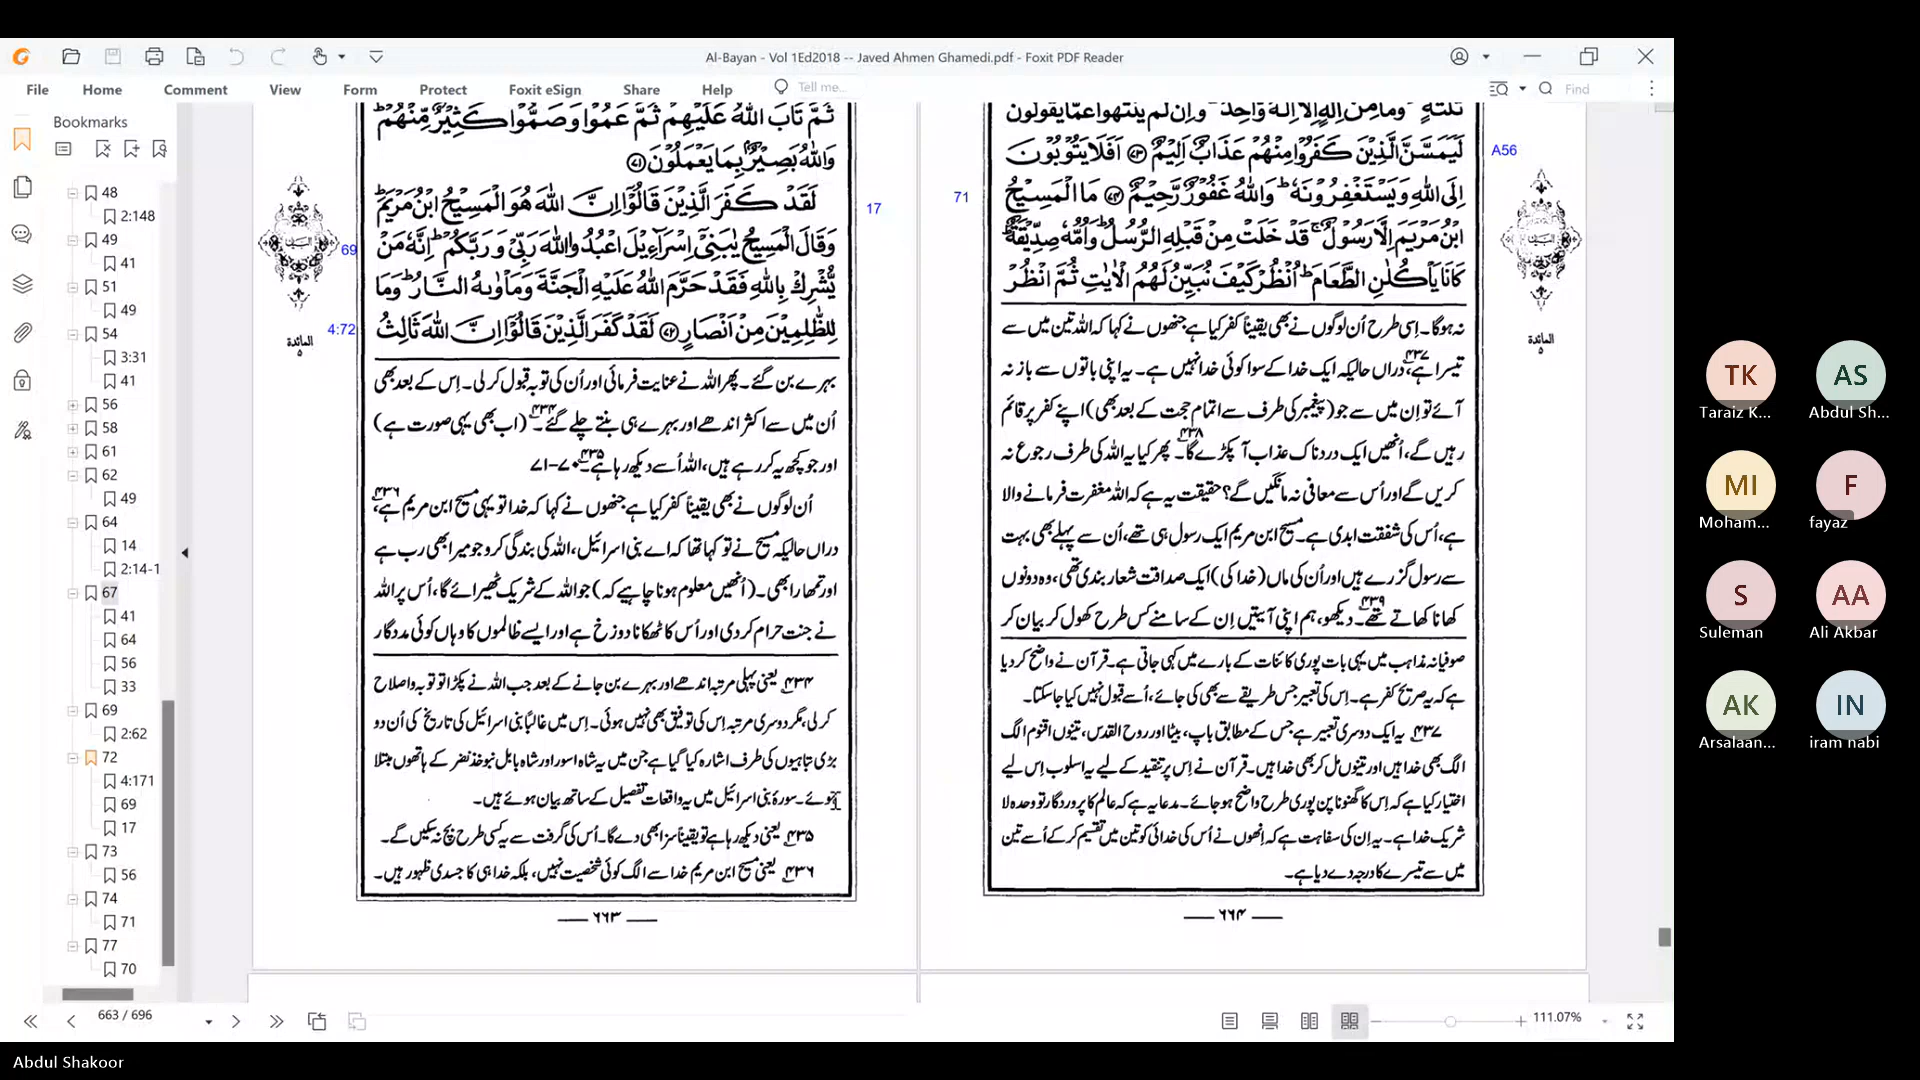 Al-Bayan - Vol 1Ed2018 -- Javed Ahmen Ghamedi.pdf - Foxit PDF Reader
File Home Comment View Form Protect Foxit eSign Share Help Tell me... Find
Bookmarks
48
2:148
49
41
51
49
54
3:31
41
56
58
61
62
49
64
14
2:14-1
67
41
64
56
33
69
2:62
72
4:171
69
17
73
56
74
71
77
70
663 / 696
69
4:72
17
المائدة
۵
ثُمَّ تَابَ اللّٰهُ عَلَيْهِمْ ثُمَّ عَمُوْا وَصَمُّوْا كَثِيْرٌ مِّنْهُمْ
وَاللّٰهُ بَصِيْرٌ بِمَا يَعْمَلُوْنَ ﴿۷۱﴾
لَقَدْ كَفَرَ الَّذِيْنَ قَالُوْٓا اِنَّ اللّٰهَ هُوَ الْمَسِيْحُ ابْنُ مَرْيَمَ
وَقَالَ الْمَسِيْحُ يٰبَنِيْٓ اِسْرَآءِيْلَ اعْبُدُوا اللّٰهَ رَبِّيْ وَرَبَّكُمْ اِنَّهٗ مَنْ
يُّشْرِكْ بِاللّٰهِ فَقَدْ حَرَّمَ اللّٰهُ عَلَيْهِ الْجَنَّةَ وَمَاْوٰىهُ النَّارُ وَمَا
لِلظّٰلِمِيْنَ مِنْ اَنْصَارٍ ﴿۷۲﴾ لَقَدْ كَفَرَ الَّذِيْنَ قَالُوْٓا اِنَّ اللّٰهَ ثَالِثُ
بہرے بن گئے۔ پھر اللہ نے عنایت فرمائی اور اُن کی توبہ قبول کر لی۔ اِس کے بعد بھی
اُن میں سے اکثر اندھے اور بہرے ہی بنتے چلے گئے۔۴۳۴ (اب بھی یہی صورت ہے)
اور جو کچھ یہ کر رہے ہیں، اللہ اُسے دیکھ رہا ہے۔۴۳۵ ۷۰-۷۱
اُن لوگوں نے بھی یقیناً کفر کیا ہے جنھوں نے کہا کہ خدا تو یہی مسیح ابن مریم ہے،۴۳۶
دراں حالیکہ مسیح نے تو کہا تھا کہ اے بنی اسرائیل، اللہ کی بندگی کرو جو میرا بھی رب ہے
اور تمھارا بھی۔ (اُنھیں معلوم ہونا چاہیے کہ) جو اللہ کے شریک ٹھیرائے گا، اُس پر اللہ
نے جنت حرام کر دی اور اُس کا ٹھکانا دوزخ ہے اور ایسے ظالموں کا وہاں کوئی مددگار
۴۳۴؎ یعنی پہلی مرتبہ اندھے اور بہرے بن جانے کے بعد جب اللہ نے پکڑا تو توبہ و اصلاح
کر لی، مگر دوسری مرتبہ اِس کی توفیق بھی نہیں ہوئی۔ اِس میں غالباً بنی اسرائیل کی تاریخ کی اُن دو
بڑی تباہیوں کی طرف اشارہ کیا گیا ہے جن میں یہ شاہ اسور اور شاہ بابل نبوخذ نضر کے ہاتھوں مبتلا
ہوئے۔ سورۂ بنی اسرائیل میں یہ واقعات تفصیل کے ساتھ بیان ہوئے ہیں۔
۴۳۵؎ یعنی دیکھ رہا ہے تو یقیناً سزا بھی دے گا۔ اُس کی گرفت سے یہ کسی طرح بچ نہ سکیں گے۔
۴۳۶؎ یعنی مسیح ابن مریم خدا سے الگ کوئی شخصیت نہیں، بلکہ خدا ہی کا جسدی ظہور ہیں۔
۶۶۳
71
A56
المائدة
۵
ثَلٰثَةٍ وَمَا مِنْ اِلٰهٍ اِلَّآ اِلٰهٌ وَّاحِدٌ وَاِنْ لَّمْ يَنْتَهُوْا عَمَّا يَقُوْلُوْنَ
لَيَمَسَّنَّ الَّذِيْنَ كَفَرُوْا مِنْهُمْ عَذَابٌ اَلِيْمٌ ﴿۷۳﴾ اَفَلَا يَتُوْبُوْنَ
اِلَى اللّٰهِ وَيَسْتَغْفِرُوْنَهٗ وَاللّٰهُ غَفُوْرٌ رَّحِيْمٌ ﴿۷۴﴾ مَا الْمَسِيْحُ
ابْنُ مَرْيَمَ اِلَّا رَسُوْلٌ قَدْ خَلَتْ مِنْ قَبْلِهِ الرُّسُلُ وَاُمُّهٗ صِدِّيْقَةٌ
كَانَا يَاْكُلٰنِ الطَّعَامَ اُنْظُرْ كَيْفَ نُبَيِّنُ لَهُمُ الْاٰيٰتِ ثُمَّ انْظُرْ
نہ ہوگا۔ اِسی طرح اُن لوگوں نے بھی یقیناً کفر کیا ہے جنھوں نے کہا کہ اللہ تین میں سے
تیسرا ہے،۴۳۷ دراں حالیکہ ایک خدا کے سوا کوئی خدا نہیں ہے۔ یہ اپنی باتوں سے باز نہ
آئے تو اِن میں سے جو (پیغمبر کی طرف سے اتمام حجت کے بعد بھی) اپنے کفر پر قائم
رہیں گے، اُنھیں ایک دردناک عذاب آ پکڑے گا۔۴۳۸ پھر کیا یہ اللہ کی طرف رجوع نہ
کریں گے اور اُس سے معافی نہ مانگیں گے؟ حقیقت یہ ہے کہ اللہ مغفرت فرمانے والا
ہے، اُس کی شفقت ابدی ہے۔ مسیح ابن مریم ایک رسول ہی تھے، اُن سے پہلے بھی بہت
سے رسول گزرے ہیں اور اُن کی ماں (خدا کی) ایک صداقت شعار بندی تھی، وہ دونوں
کھانا کھاتے تھے۔۴۳۹ دیکھو، ہم اپنی آیتیں اِن کے سامنے کس طرح کھول کر بیان کر
صوفیانہ مذاہب میں یہی بات پوری کائنات کے بارے میں کہی جاتی ہے۔ قرآن نے واضح کر دیا
ہے کہ یہ صریح کفر ہے۔ اِس کی تعبیر جس طریقے سے بھی کی جائے، اُسے قبول نہیں کیا جا سکتا۔
۴۳۷؎ یہ ایک دوسری تعبیر ہے جس کے مطابق باپ، بیٹا اور روح القدس، تینوں اقنوم الگ
الگ بھی خدا ہیں اور تینوں مل کر بھی خدا ہیں۔ قرآن نے اِس پر تنقید کے لیے یہ اسلوب اِس لیے
اختیار کیا ہے کہ اِس کا گھنونا پن پوری طرح واضح ہو جائے۔ مدعا یہ ہے کہ عالم کا پروردگار تو وحدہ لا
شریک خدا ہے۔ یہ اِن کی سفاہت ہے کہ اِنھوں نے اُس کی خدائی کو تین میں تقسیم کر کے اُسے تین
میں سے تیسرے کا درجہ دے دیا ہے۔
۶۶۴
111.07%
TK
Taraiz K...
AS
Abdul Sh...
MI
Moham...
F
fayaz
S
Suleman
AA
Ali Akbar
AK
Arsalaan...
IN
iram nabi
Abdul Shakoor